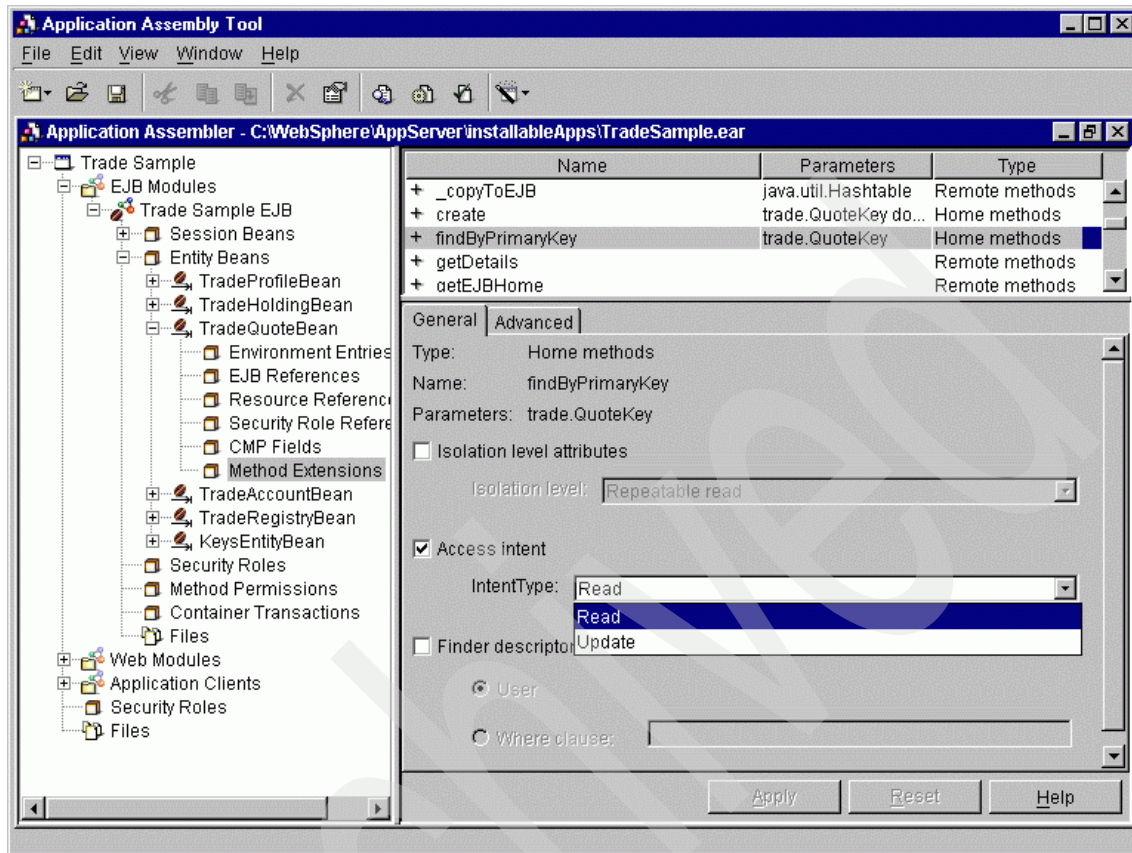 Application Assembly Tool
File Edit View Window Help
Application Assembler - C:\WebSphere\AppServer\installableApps\TradeSample.ear
Trade Sample
EJB Modules
Trade Sample EJB
Session Beans
Entity Beans
TradeProfileBean
TradeHoldingBean
TradeQuoteBean
Environment Entries
EJB References
Resource Referenc
Security Role Refere
CMP Fields
Method Extensions
TradeAccountBean
TradeRegistryBean
KeysEntityBean
Security Roles
Method Permissions
Container Transactions
Files
Web Modules
Application Clients
Security Roles
Files
Name Parameters Type
+ _copyToEJB java.util.Hashtable Remote methods
+ create trade.QuoteKey do... Home methods
+ findByPrimaryKey trade.QuoteKey Home methods
+ getDetails Remote methods
+ getEJBHome Remote methods
General Advanced
Type: Home methods
Name: findByPrimaryKey
Parameters: trade.QuoteKey
Isolation level attributes
Isolation level: Repeatable read
Access intent
IntentType: Read
Read
Update
Finder descriptor
User
Where clause:
Apply Reset Help